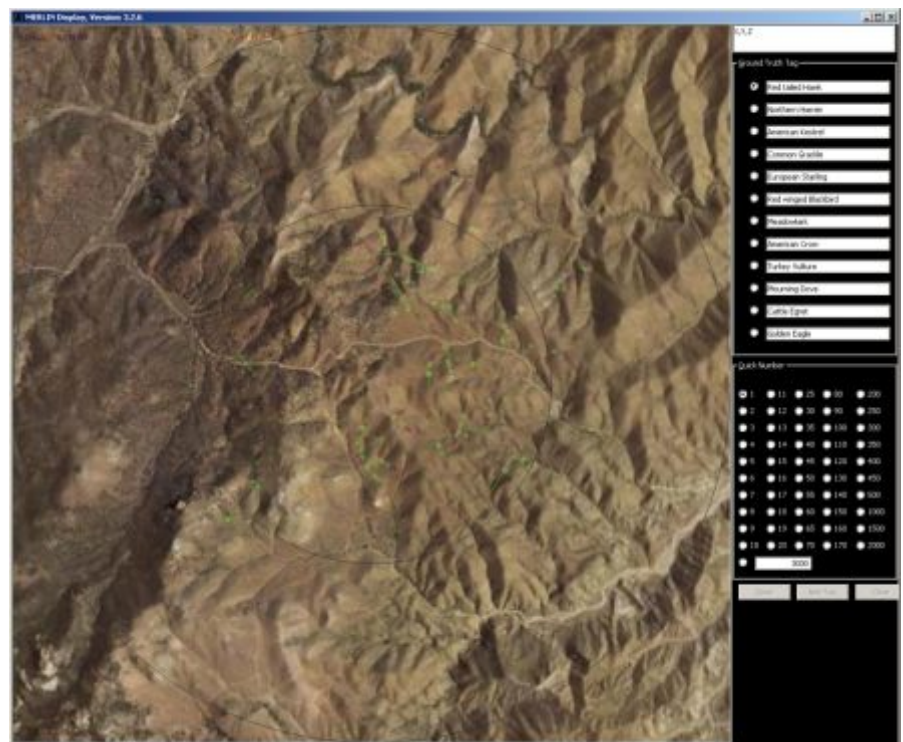 MERLIN Display, Version: 3.2.6
X,Y,Z
Ground Truth Tag
Red tailed Hawk
Northern Harrier
American Kestrel
Common Grackle
European Starling
Red winged Blackbird
Meadowlark
American Crow
Turkey Vulture
Mourning Dove
Cattle Egret
Golden Eagle
Quick Number
1 11 25 80 200
2 12 30 90 250
3 13 35 100 300
4 14 40 110 350
5 15 45 120 400
6 16 50 130 450
7 17 55 140 500
8 18 60 150 1000
9 19 65 160 1500
10 20 70 170 2000
3000